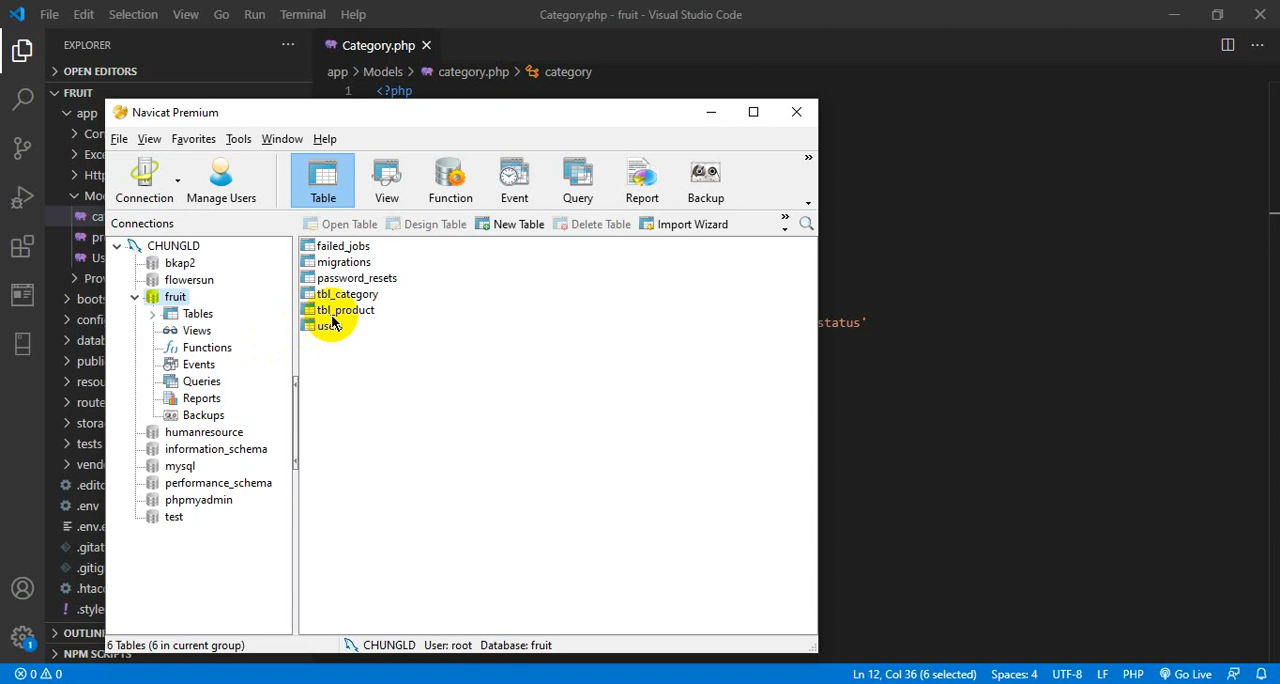 File Edit Selection View Go Run Terminal Help Category.php - fruit - Visual Studio Code
EXPLORER
Category.php
OPEN EDITORS
app > Models > category.php > category
FRUIT
1 <?php
app
Navicat Premium
File View Favorites Tools Window Help
Connection Manage Users Table View Function Event Query Report Backup
Connections Open Table Design Table New Table Delete Table Import Wizard
CHUNGLD
bkap2
flowersun
fruit
Tables
Views
Functions
Events
Queries
Reports
Backups
humanresource
information_schema
mysql
performance_schema
phpmyadmin
test
failed_jobs
migrations
password_resets
tbl_category
tbl_product
status'
.env
6 Tables (6 in current group) CHUNGLD User: root Database: fruit
NPM SCRIPTS
0 0 Ln 12, Col 36 (6 selected) Spaces: 4 UTF-8 LF PHP Go Live
1